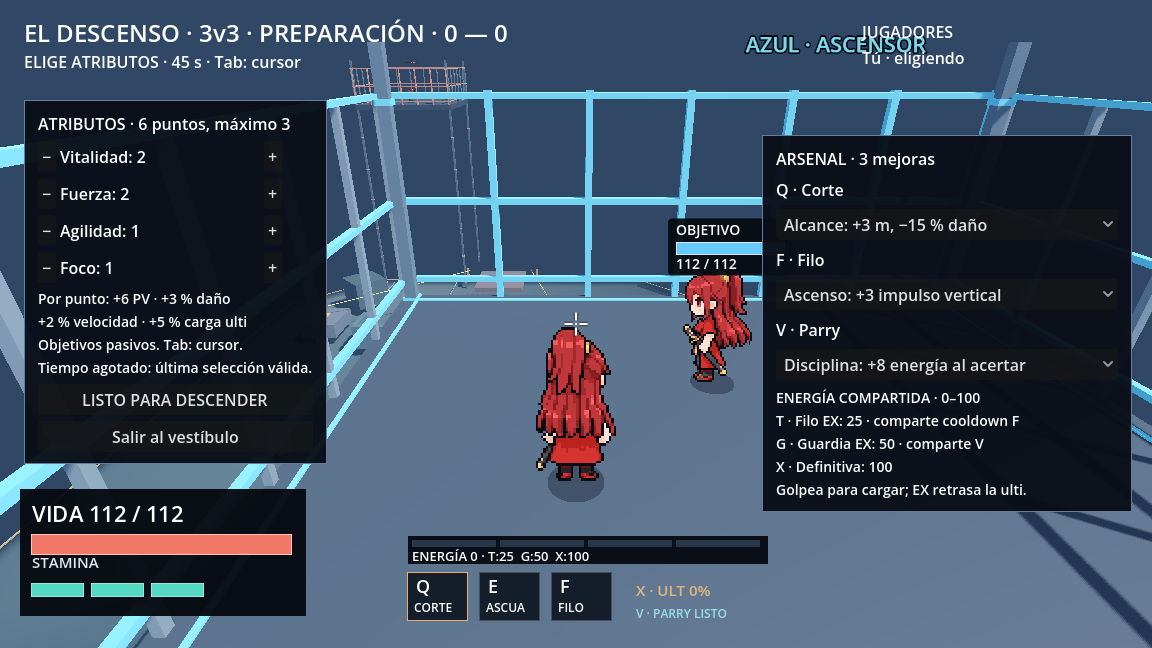 EL DESCENSO · 3v3 · PREPARACIÓN · 0 — 0
ELIGE ATRIBUTOS · 45 s · Tab: cursor
AZUL · ASCENSOR
JUGADORES
Tú · eligiendo
ATRIBUTOS · 6 puntos, máximo 3
− Vitalidad: 2 +
− Fuerza: 2 +
− Agilidad: 1 +
− Foco: 1 +
Por punto: +6 PV · +3 % daño
+2 % velocidad · +5 % carga ulti
Objetivos pasivos. Tab: cursor.
Tiempo agotado: última selección válida.
LISTO PARA DESCENDER
Salir al vestíbulo
OBJETIVO
112 / 112
ARSENAL · 3 mejoras
Q · Corte
Alcance: +3 m, −15 % daño
F · Filo
Ascenso: +3 impulso vertical
V · Parry
Disciplina: +8 energía al acertar
ENERGÍA COMPARTIDA · 0–100
T · Filo EX: 25 · comparte cooldown F
G · Guardia EX: 50 · comparte V
X · Definitiva: 100
Golpea para cargar; EX retrasa la ulti.
VIDA 112 / 112
STAMINA
ENERGÍA 0 · T:25 G:50 X:100
Q
CORTE
E
ASCUA
F
FILO
X · ULT 0%
V · PARRY LISTO